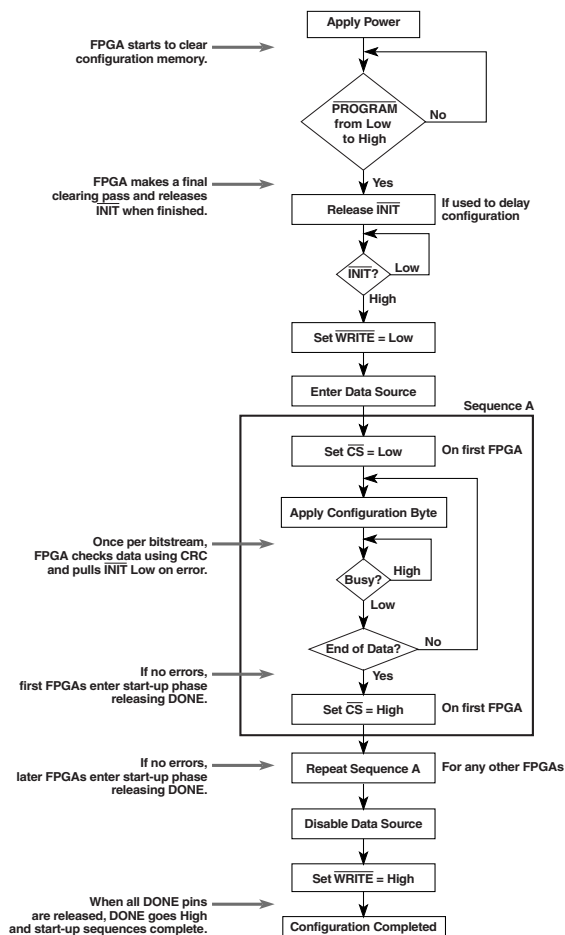 Apply Power
FPGA starts to clear
configuration memory.
PROGRAM
from Low
to High
No
Yes
FPGA makes a final
clearing pass and releases
INIT when finished.
Release INIT
If used to delay
configuration
INIT?
Low
High
Set WRITE = Low
Enter Data Source
Sequence A
Set CS = Low
On first FPGA
Apply Configuration Byte
Once per bitstream,
FPGA checks data using CRC
and pulls INIT Low on error.
Busy?
High
Low
End of Data?
No
Yes
If no errors,
first FPGAs enter start-up phase
releasing DONE.
Set CS = High
On first FPGA
If no errors,
later FPGAs enter start-up phase
releasing DONE.
Repeat Sequence A
For any other FPGAs
Disable Data Source
Set WRITE = High
When all DONE pins
are released, DONE goes High
and start-up sequences complete.
Configuration Completed